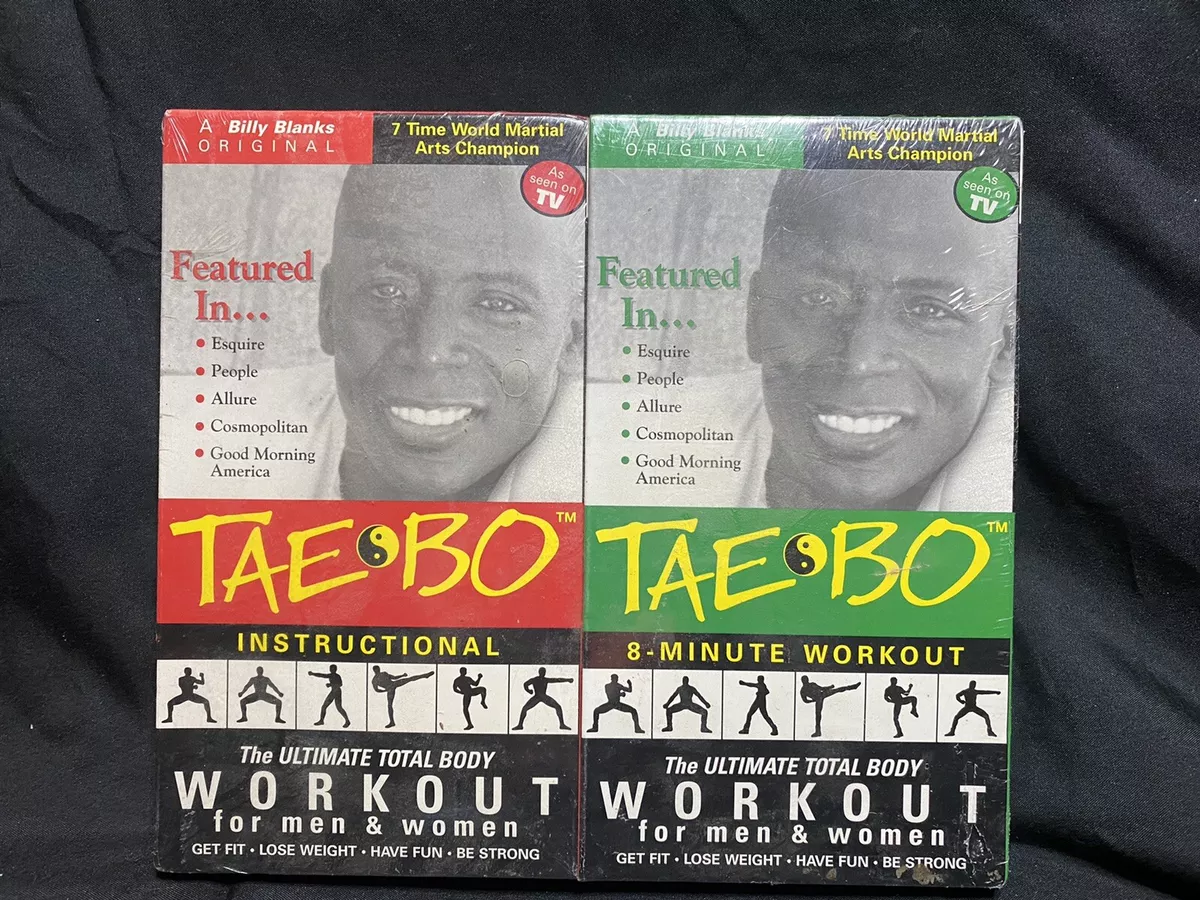 A Billy Blanks
ORIGINAL
7 Time World Martial
Arts Champion
As
seen on
TV
Featured
In...
• Esquire
• People
• Allure
• Cosmopolitan
• Good Morning
America
TAE BO™
INSTRUCTIONAL
The ULTIMATE TOTAL BODY
WORKOUT
for men & women
GET FIT • LOSE WEIGHT • HAVE FUN • BE STRONG
A Billy Blanks
ORIGINAL
7 Time World Martial
Arts Champion
As
seen on
TV
Featured
In...
• Esquire
• People
• Allure
• Cosmopolitan
• Good Morning
America
TAE BO™
8-MINUTE WORKOUT
The ULTIMATE TOTAL BODY
WORKOUT
for men & women
GET FIT • LOSE WEIGHT • HAVE FUN • BE STRONG